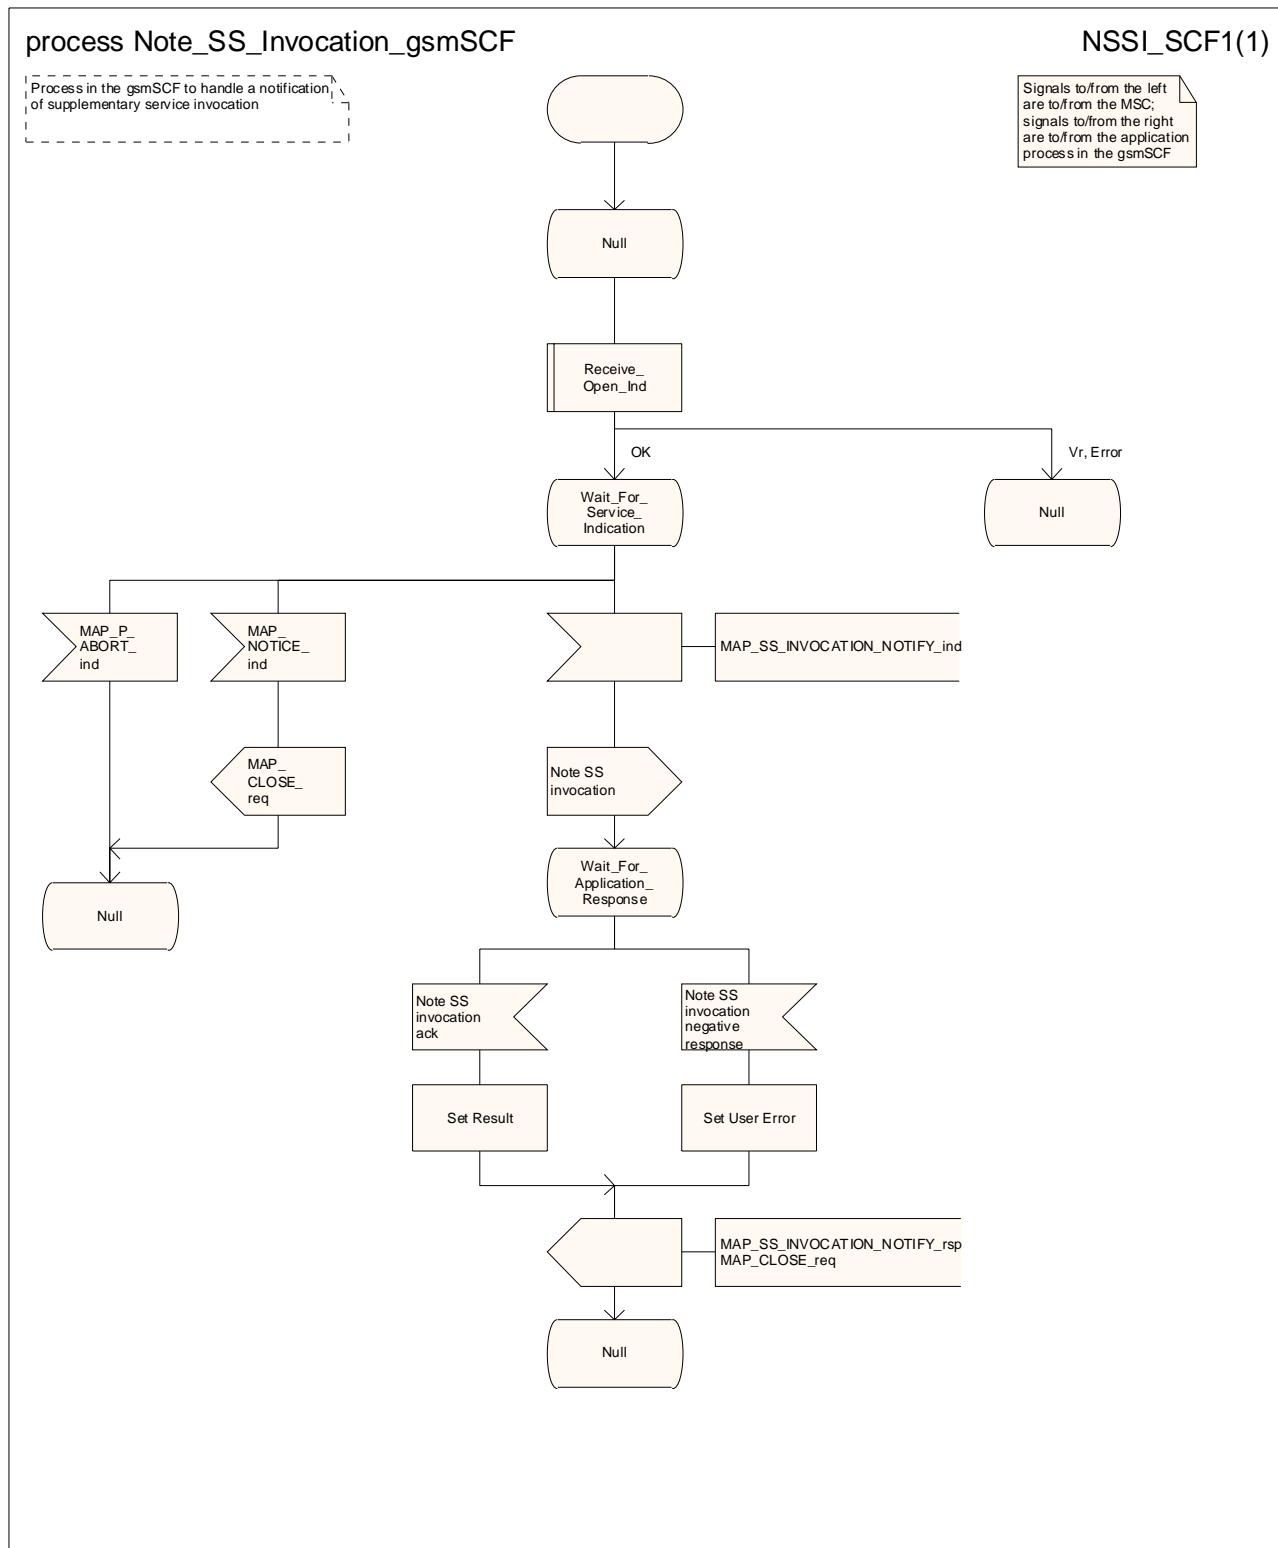 process Note_SS_Invocation_gsmSCF
NSSI_SCF1(1)
Process in the gsmSCF to handle a notification
of supplementary service invocation
Signals to/from the left
are to/from the MSC;
signals to/from the right
are to/from the application
process in the gsmSCF
Null
Receive_
Open_Ind
OK
Vr, Error
Wait_For_
Service_
Indication
Null
MAP_P_
ABORT_
ind
MAP_
NOTICE_
ind
MAP_SS_INVOCATION_NOTIFY_ind
MAP_
CLOSE_
req
Note SS
invocation
Wait_For_
Application_
Response
Null
Note SS
invocation
ack
Note SS
invocation
negative
response
Set Result
Set User Error
MAP_SS_INVOCATION_NOTIFY_rsp
MAP_CLOSE_req
Null